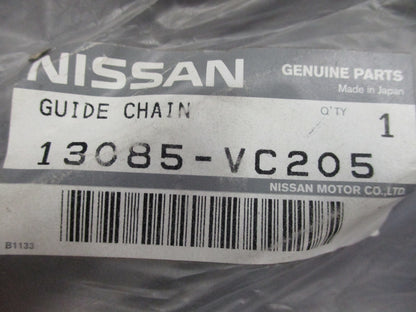 NISSAN
GENUINE PARTS
Made in Japan
GUIDE CHAIN
Q'TY
1
13085-VC205
NISSAN MOTOR CO.,LTD.
B1133